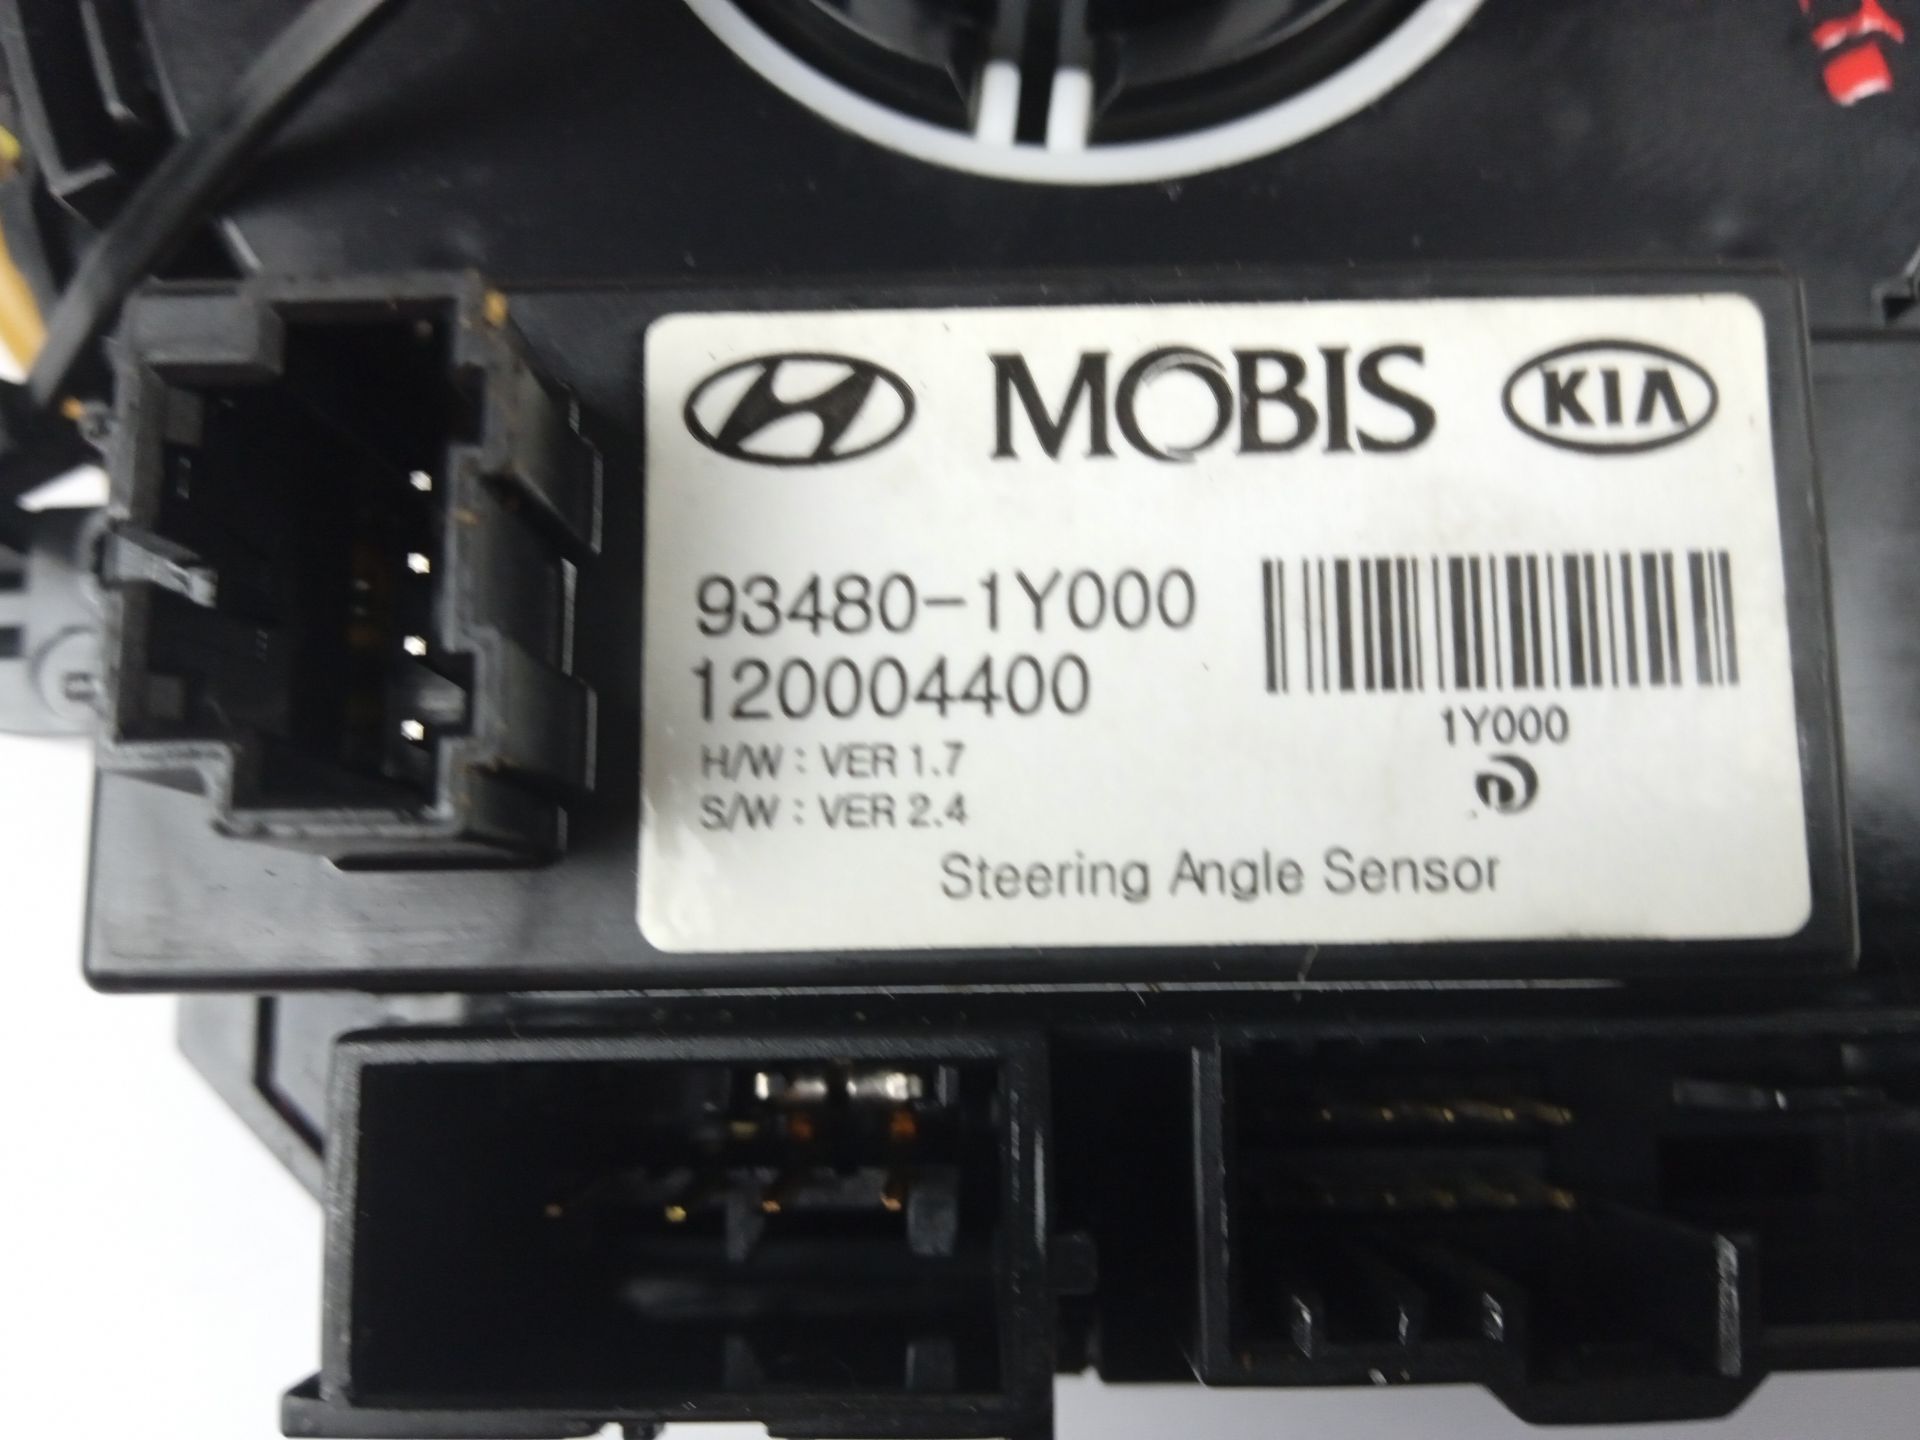 MOBIS KIA
93480-1Y000
120004400
1Y000
H/W : VER 1.7
S/W : VER 2.4
Steering Angle Sensor